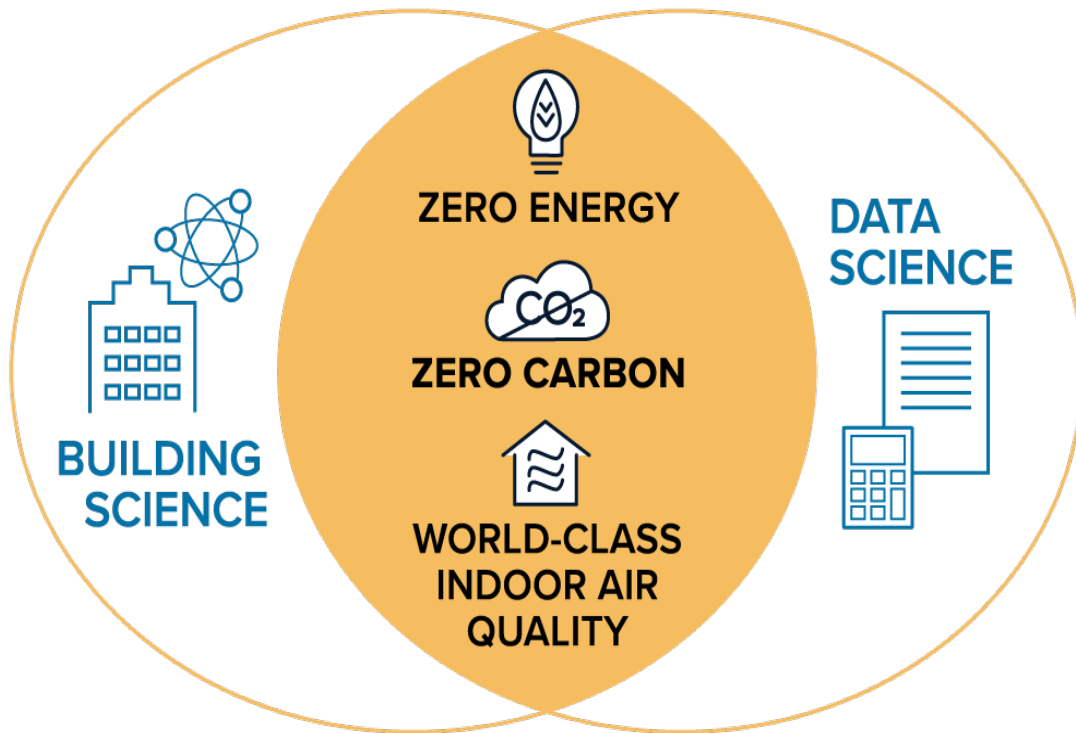 BUILDING
SCIENCE
ZERO ENERGY
CO₂
ZERO CARBON
WORLD-CLASS
INDOOR AIR
QUALITY
DATA
SCIENCE